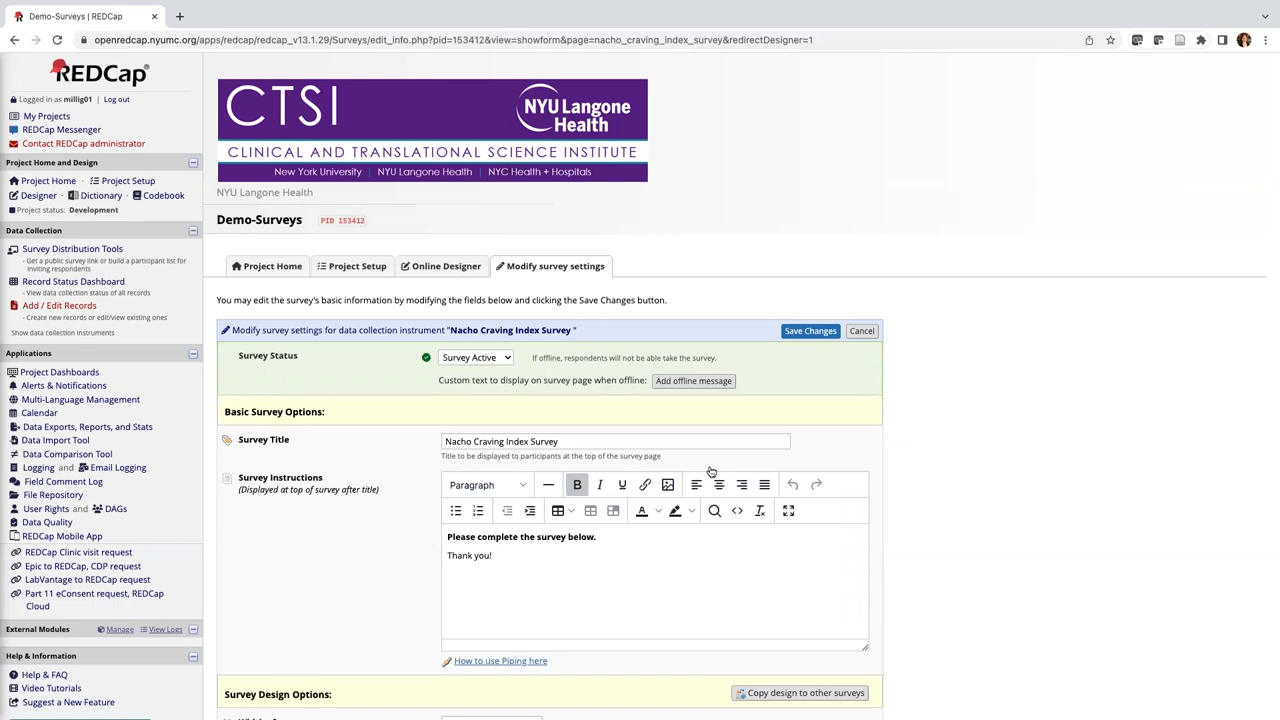 Demo-Surveys | REDCap
openredcap.nyumc.org/apps/redcap/redcap_v13.1.29/Surveys/edit_info.php?pid=153412&view=showform&page=nacho_craving_index_survey&redirectDesigner=1
REDCap
Logged in as millig01 | Log out
My Projects
REDCap Messenger
Contact REDCap administrator
Project Home and Design
Project Home · Project Setup
Designer · Dictionary · Codebook
Project status: Development
Data Collection
Survey Distribution Tools
- Get a public survey link or build a participant list for inviting respondents
Record Status Dashboard
- View data collection status of all records
Add / Edit Records
- Create new records or edit/view existing ones
Show data collection instruments
Applications
Project Dashboards
Alerts & Notifications
Multi-Language Management
Calendar
Data Exports, Reports, and Stats
Data Import Tool
Data Comparison Tool
Logging and Email Logging
Field Comment Log
File Repository
User Rights and DAGs
Data Quality
REDCap Mobile App
REDCap Clinic visit request
Epic to REDCap, CDP request
LabVantage to REDCap request
Part 11 eConsent request, REDCap Cloud
External Modules Manage View Logs
Help & Information
Help & FAQ
Video Tutorials
Suggest a New Feature
CTSI
NYU Langone Health
CLINICAL AND TRANSLATIONAL SCIENCE INSTITUTE
New York University | NYU Langone Health | NYC Health + Hospitals
NYU Langone Health
Demo-Surveys PID 153412
Project Home Project Setup Online Designer Modify survey settings
You may edit the survey's basic information by modifying the fields below and clicking the Save Changes button.
Modify survey settings for data collection instrument "Nacho Craving Index Survey " Save Changes Cancel
Survey Status Survey Active If offline, respondents will not be able take the survey.
Custom text to display on survey page when offline: Add offline message
Basic Survey Options:
Survey Title Nacho Craving Index Survey
Title to be displayed to participants at the top of the survey page
Survey Instructions
(Displayed at top of survey after title)
Paragraph B I U
A
Please complete the survey below.
Thank you!
How to use Piping here
Survey Design Options: Copy design to other surveys